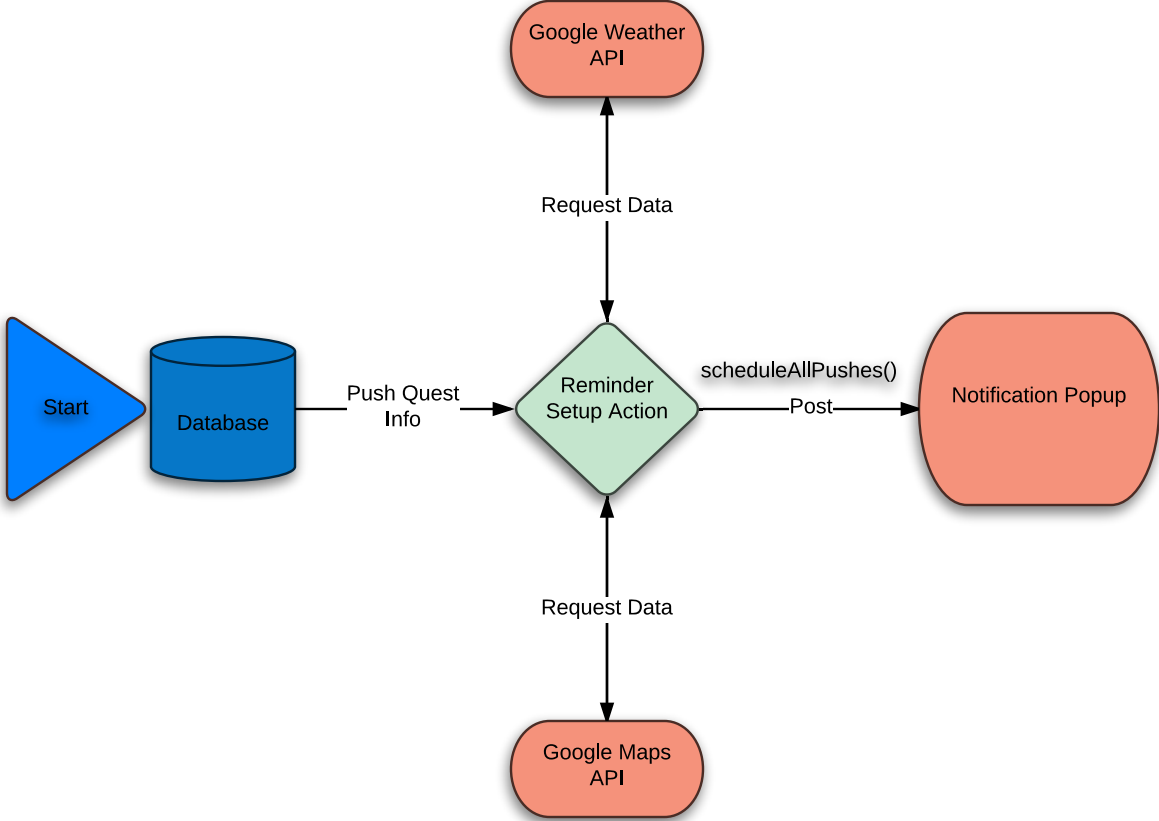 Google Weather
API
Request Data
Start
Database
Push Quest
Info
Reminder
Setup Action
scheduleAllPushes()
Post
Notification Popup
Request Data
Google Maps
API